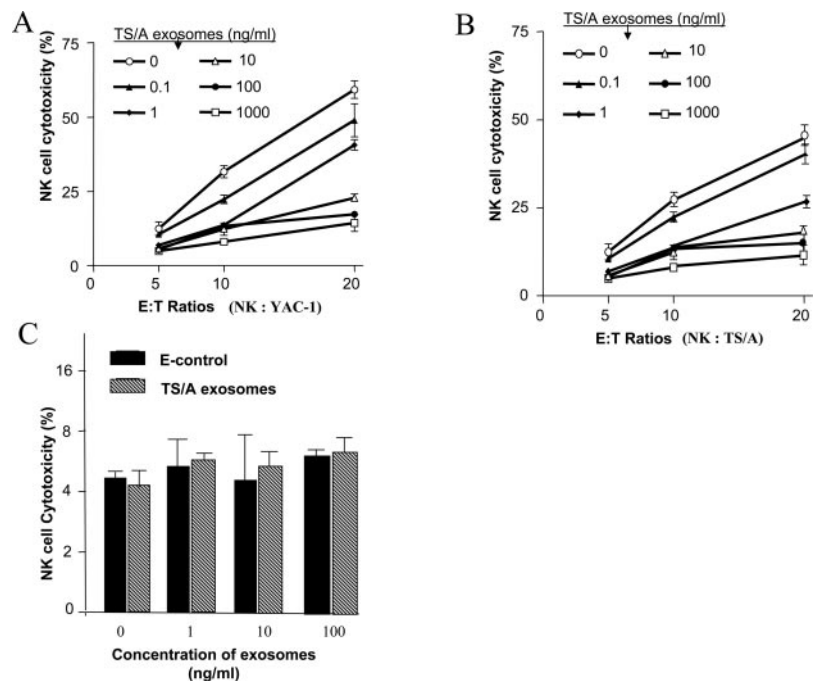 A
TS/A exosomes (ng/ml)
0
10
0.1
100
1
1000
NK cell cytotoxicity (%)
75
50
25
0
0
5
10
20
E:T Ratios (NK : YAC-1)
B
TS/A exosomes (ng/ml)
0
10
0.1
100
1
1000
NK cell cytotoxicity (%)
75
50
25
0
0
5
10
20
E:T Ratios (NK : TS/A)
C
E-control
TS/A exosomes
NK cell Cytotoxicity (%)
16
8
4
2
0
0
1
10
100
Concentration of exosomes
(ng/ml)